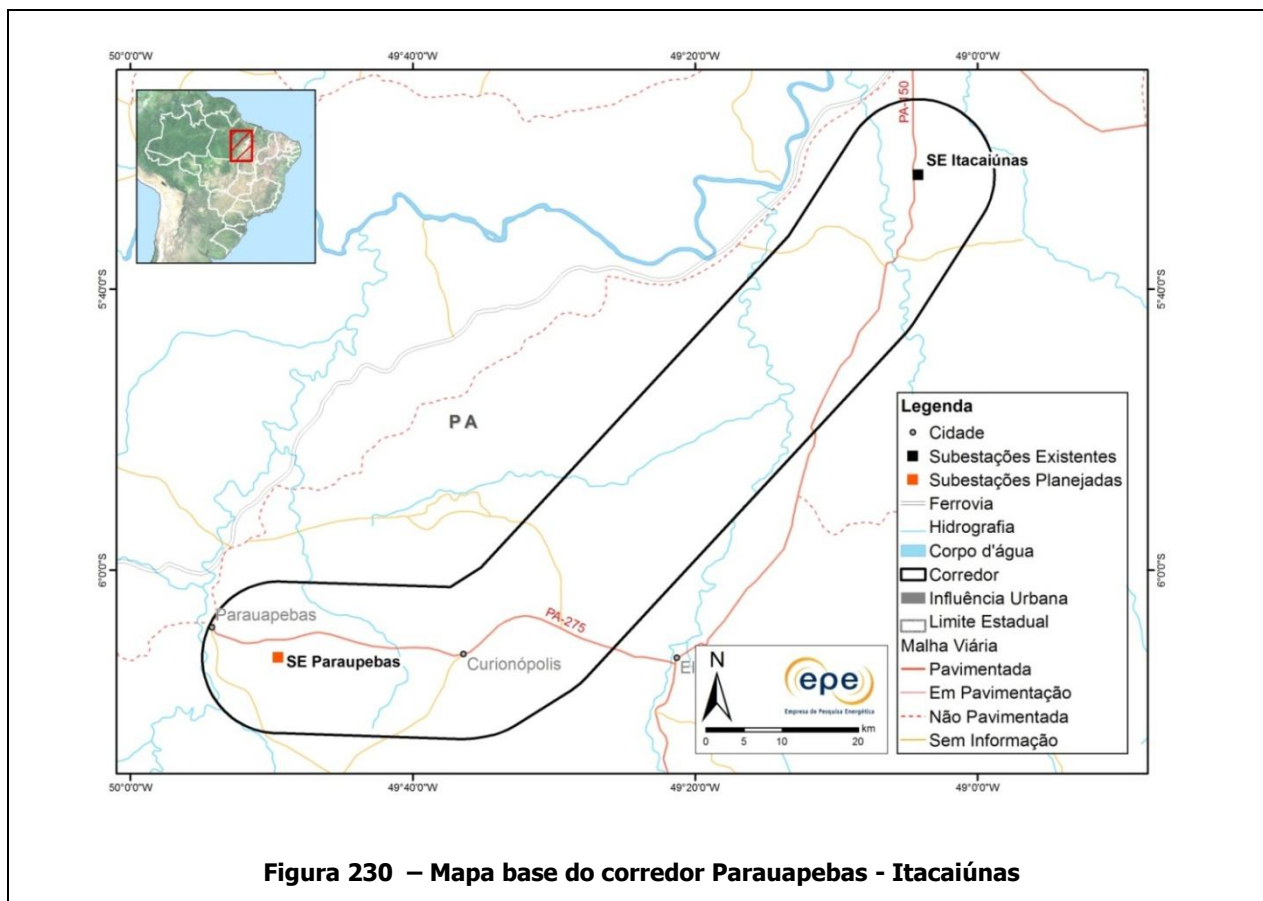 50°0'0"W
49°40'0"W
49°20'0"W
49°0'0"W
PA-150
SE Itacaiúnas
5°40'0"S
5°40'0"S
PA
Legenda
Cidade
Subestações Existentes
Subestações Planejadas
Ferrovia
Hidrografia
Corpo d'água
Corredor
Influência Urbana
Limite Estadual
Malha Viária
Pavimentada
Em Pavimentação
Não Pavimentada
Sem Informação
6°0'0"S
6°0'0"S
Parauapebas
PA-275
SE Paraupebas
Curionópolis
El
N
epe
Empresa de Pesquisa Energética
km
0 5 10 20
50°0'0"W
49°40'0"W
49°20'0"W
49°0'0"W
Figura 230 – Mapa base do corredor Parauapebas - Itacaiúnas